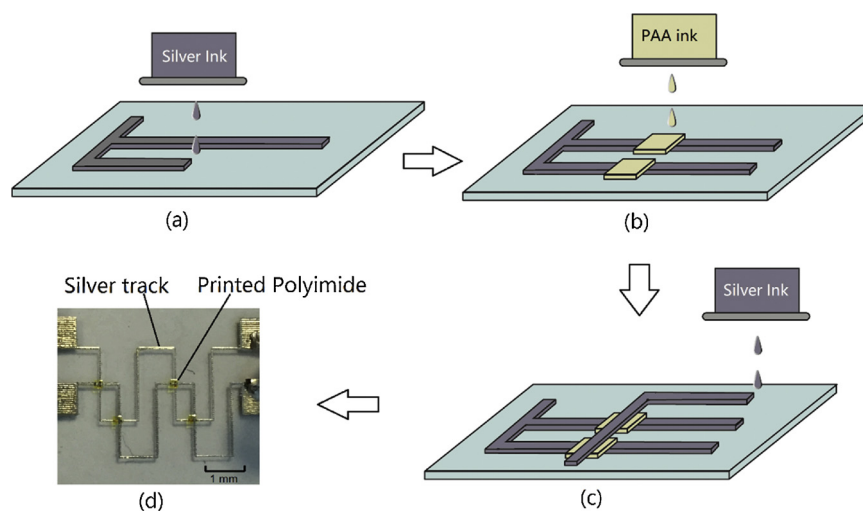 Silver Ink
(a)
PAA ink
(b)
Silver Ink
(c)
Silver track
Printed Polyimide
1 mm
(d)